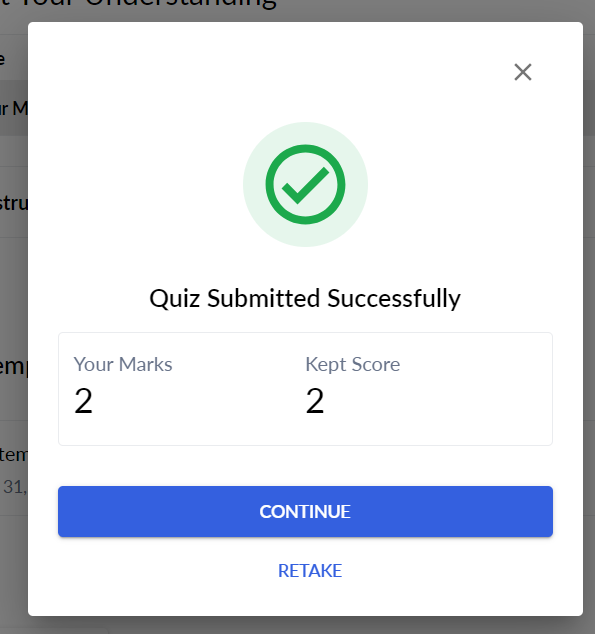 t Your Understanding
e
ur M
Quiz Submitted Successfully
stru
Your Marks Kept Score
2 2
emp
CONTINUE
tem
31,
RETAKE